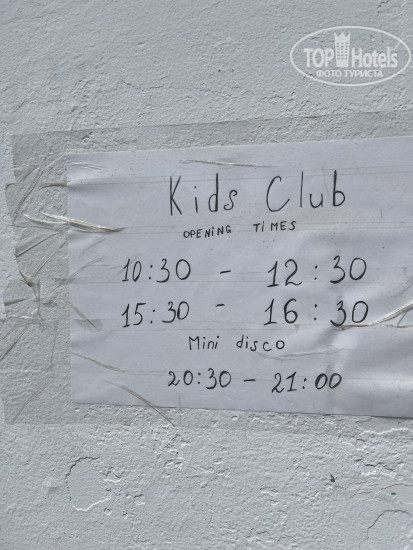 TOP Hotels
ФОТО ТУРИСТА
Kids Club
OPENING TIMES
10:30 - 12:30
15:30 - 16:30
Mini disco
20:30 - 21:00